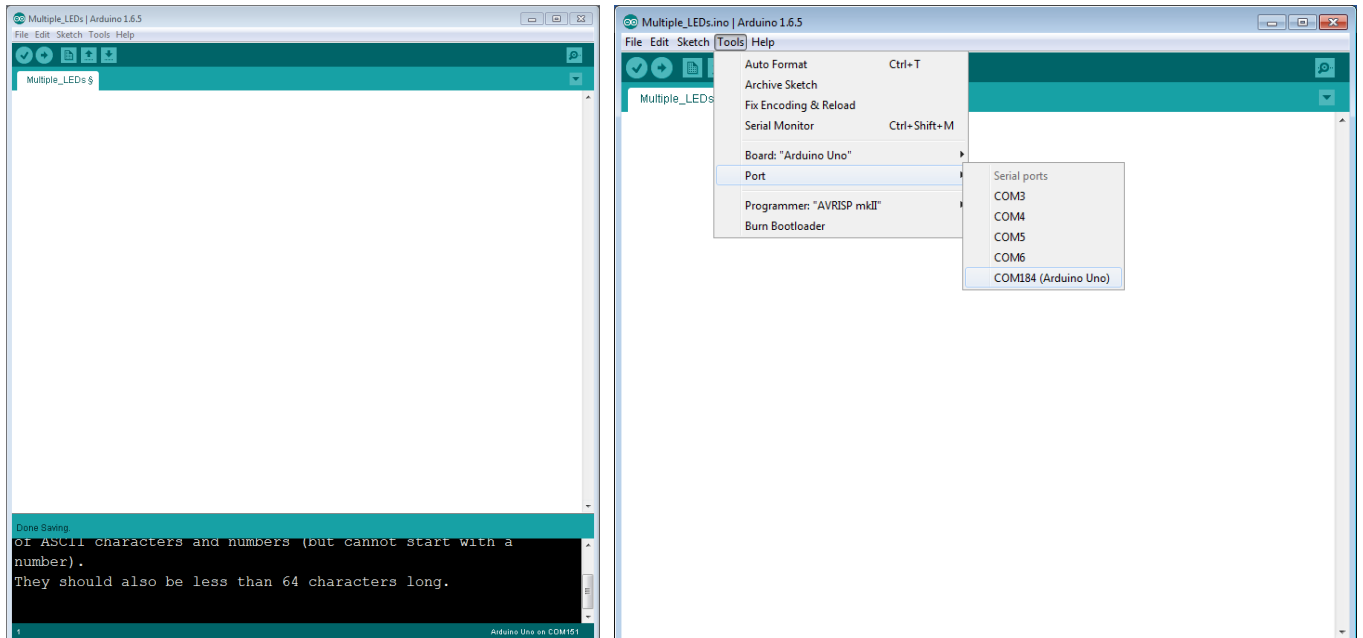 Multiple_LEDs | Arduino 1.6.5
File Edit Sketch Tools Help
Multiple_LEDs §
Done Saving.
of ASCII characters and numbers (but cannot start with a
number).
They should also be less than 64 characters long.
1
Arduino Uno on COM151
Multiple_LEDs.ino | Arduino 1.6.5
File Edit Sketch Tools Help
Multiple_LEDs
Auto Format Ctrl+T
Archive Sketch
Fix Encoding & Reload
Serial Monitor Ctrl+Shift+M
Board: "Arduino Uno"
Port
Programmer: "AVRISP mkII"
Burn Bootloader
Serial ports
COM3
COM4
COM5
COM6
COM184 (Arduino Uno)